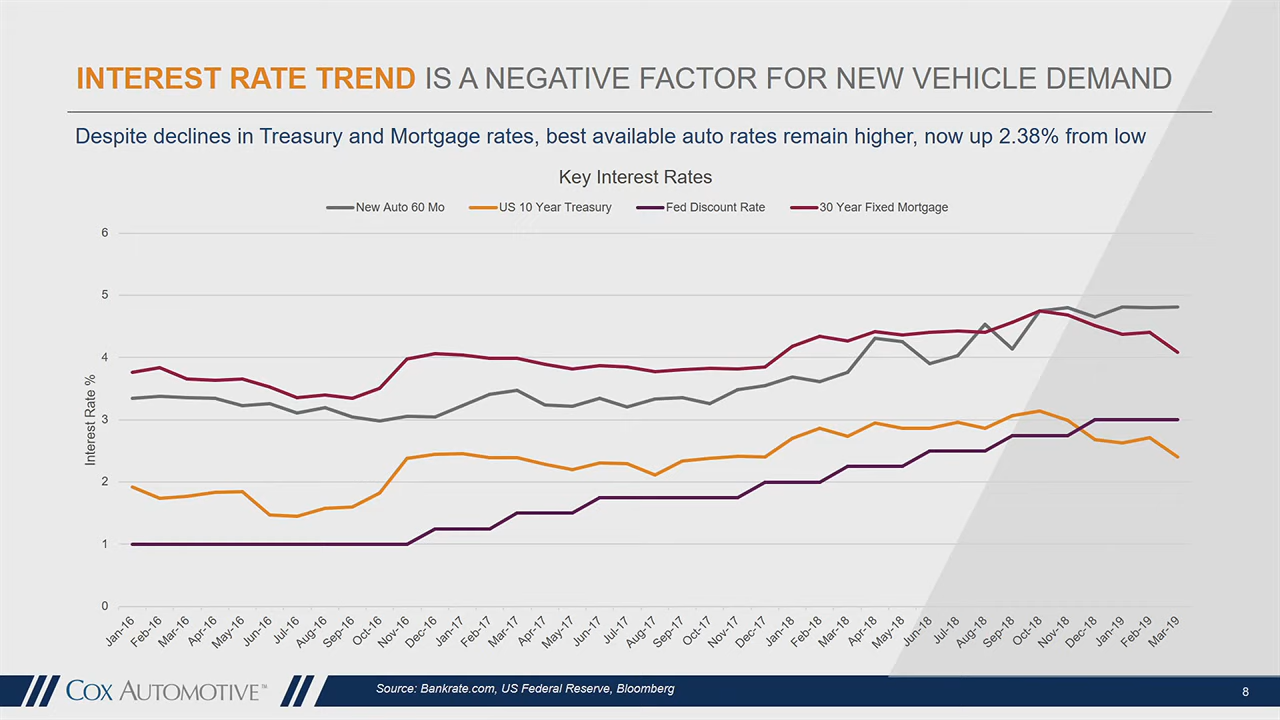 INTEREST RATE TREND IS A NEGATIVE FACTOR FOR NEW VEHICLE DEMAND
Despite declines in Treasury and Mortgage rates, best available auto rates remain higher, now up 2.38% from low
Key Interest Rates
New Auto 60 Mo US 10 Year Treasury Fed Discount Rate 30 Year Fixed Mortgage
6
5
4
3
2
1
0
Interest Rate %
Jan-16 Feb-16 Mar-16 Apr-16 May-16 Jun-16 Jul-16 Aug-16 Sep-16 Oct-16 Nov-16 Dec-16 Jan-17 Feb-17 Mar-17 Apr-17 May-17 Jun-17 Jul-17 Aug-17 Sep-17 Oct-17 Nov-17 Dec-17 Jan-18 Feb-18 Mar-18 Apr-18 May-18 Jun-18 Jul-18 Aug-18 Sep-18 Oct-18 Nov-18 Dec-18 Jan-19 Feb-19 Mar-19
COX AUTOMOTIVE™
Source: Bankrate.com, US Federal Reserve, Bloomberg
8